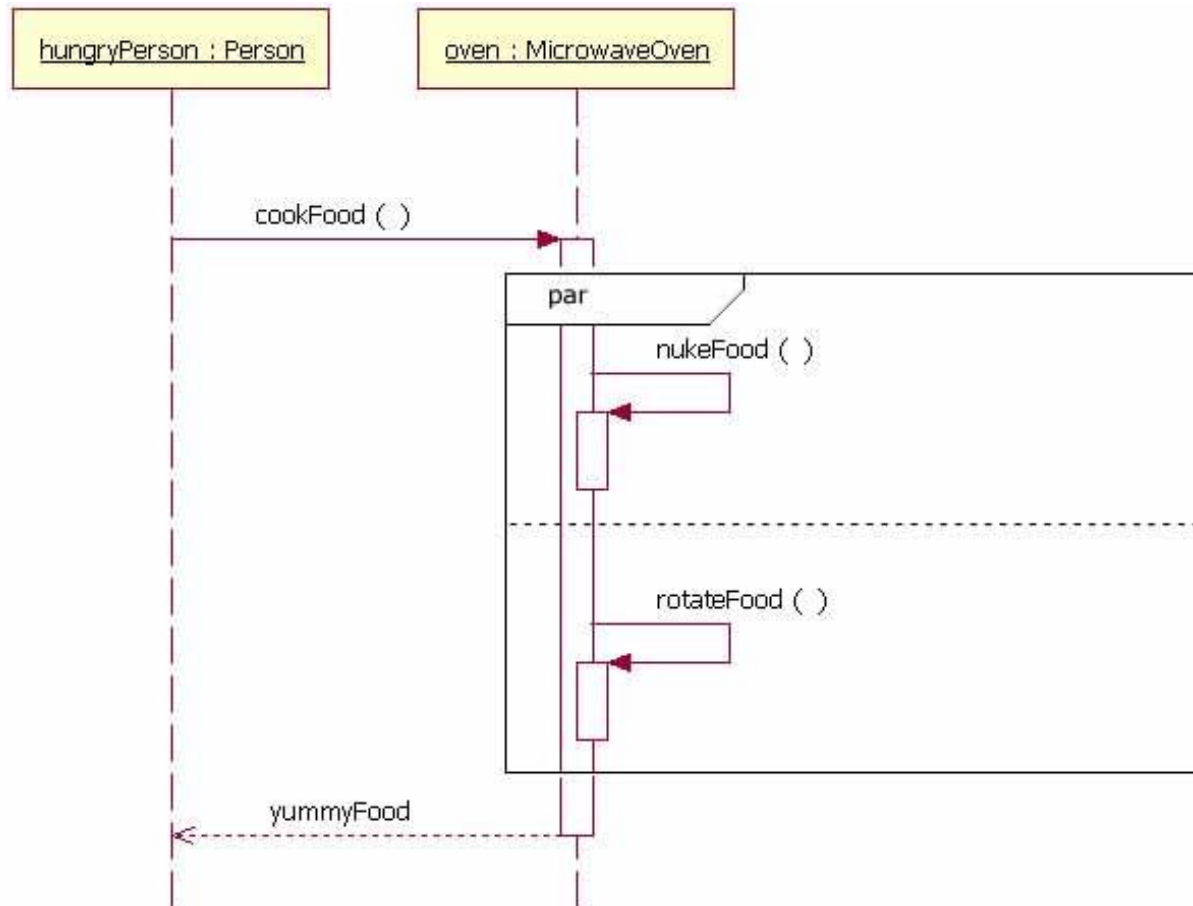 hungryPerson : Person
oven : MicrowaveOven
cookFood ( )
par
nukeFood ( )
rotateFood ( )
yummyFood